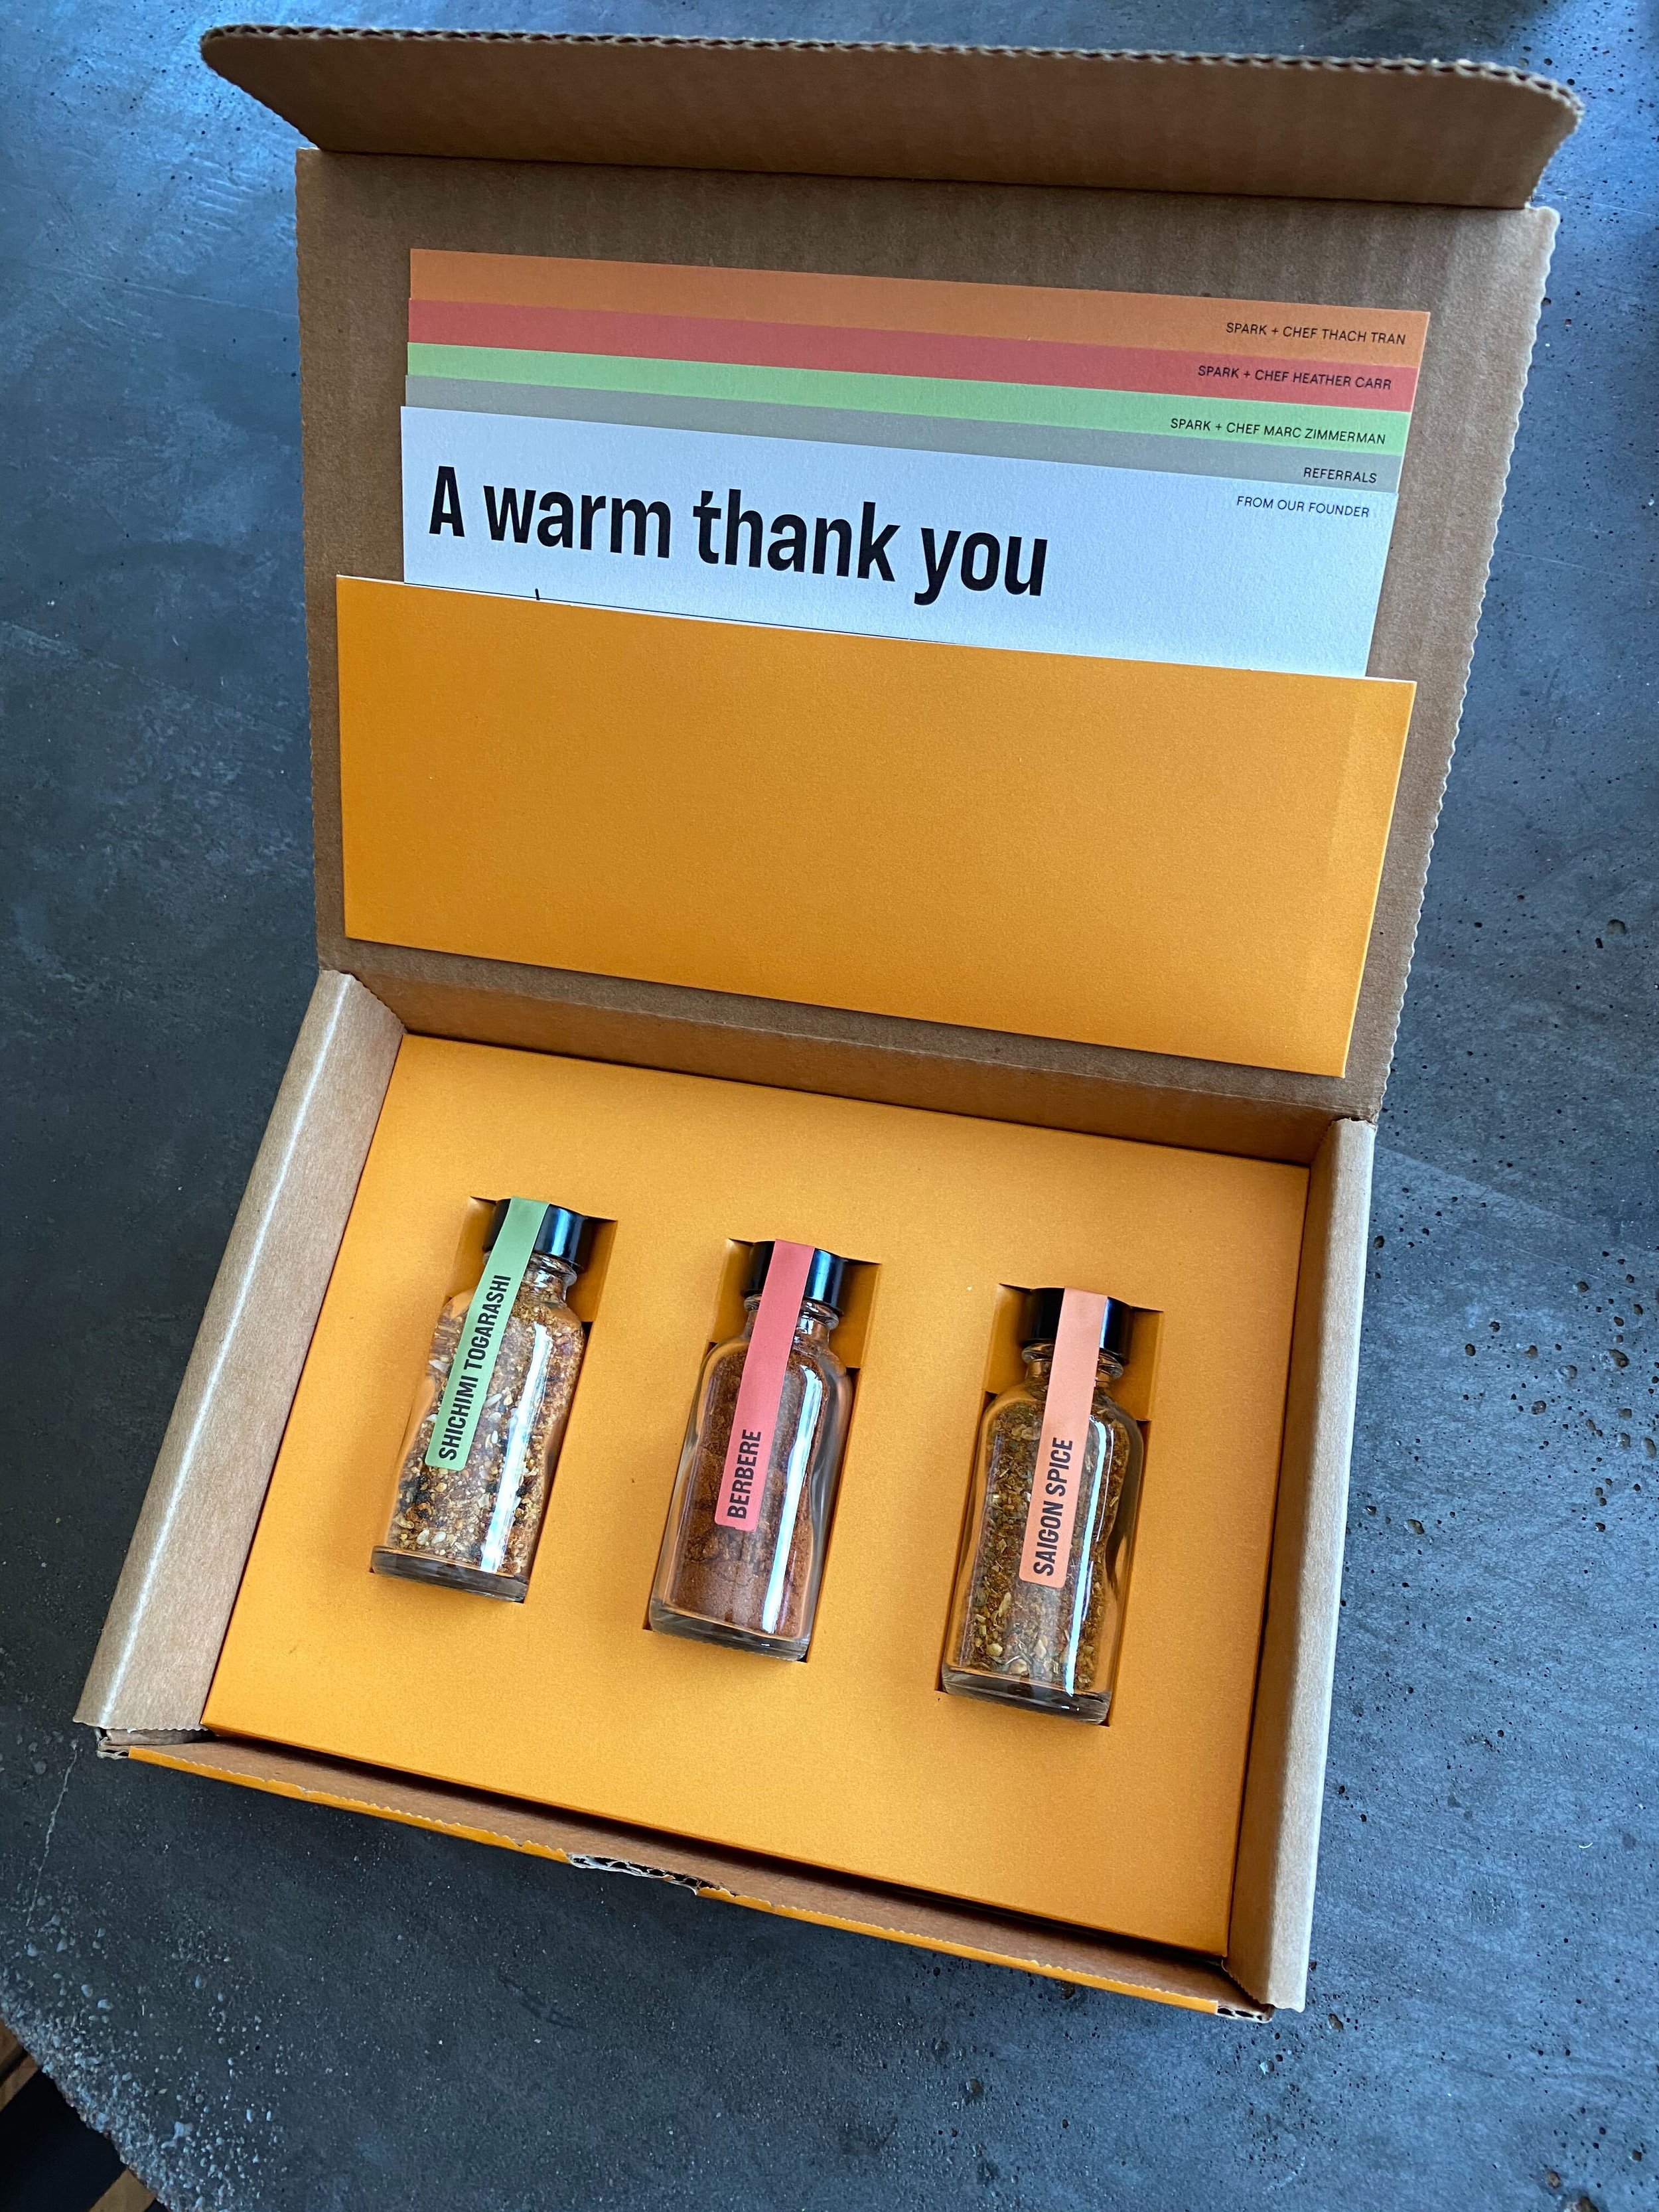 SPARK + CHEF THACH TRAN
SPARK + CHEF HEATHER CARR
SPARK + CHEF MARC ZIMMERMAN
REFERRALS
FROM OUR FOUNDER
A warm thank you
SHICHIMI TOGARASHI
BERBERE
SAIGON SPICE